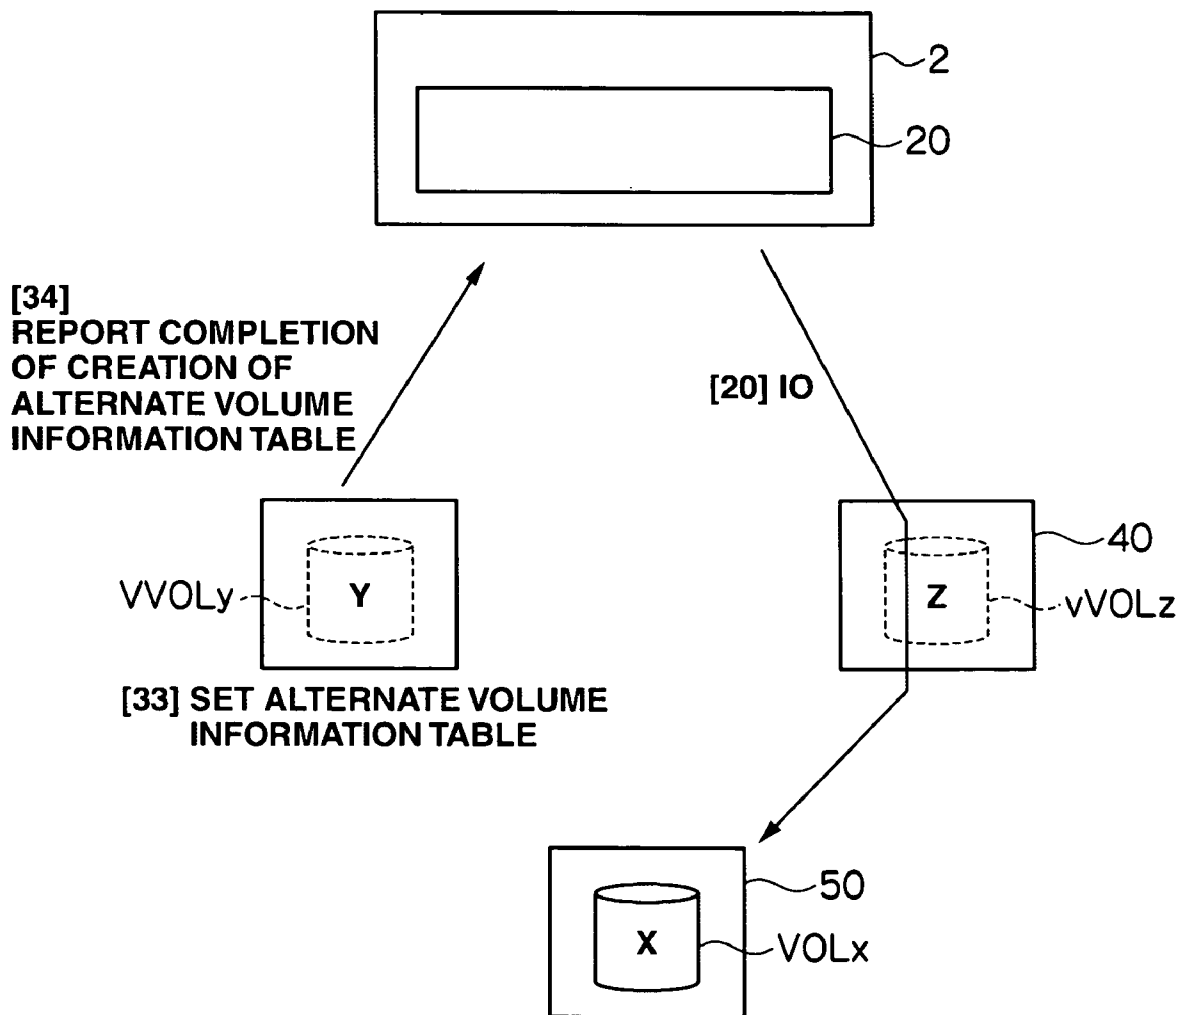 2
20
[34]
REPORT COMPLETION
OF CREATION OF
ALTERNATE VOLUME
INFORMATION TABLE
[20] IO
40
VVOLy
Y
Z
vVOLz
[33] SET ALTERNATE VOLUME
INFORMATION TABLE
50
X
VOLx